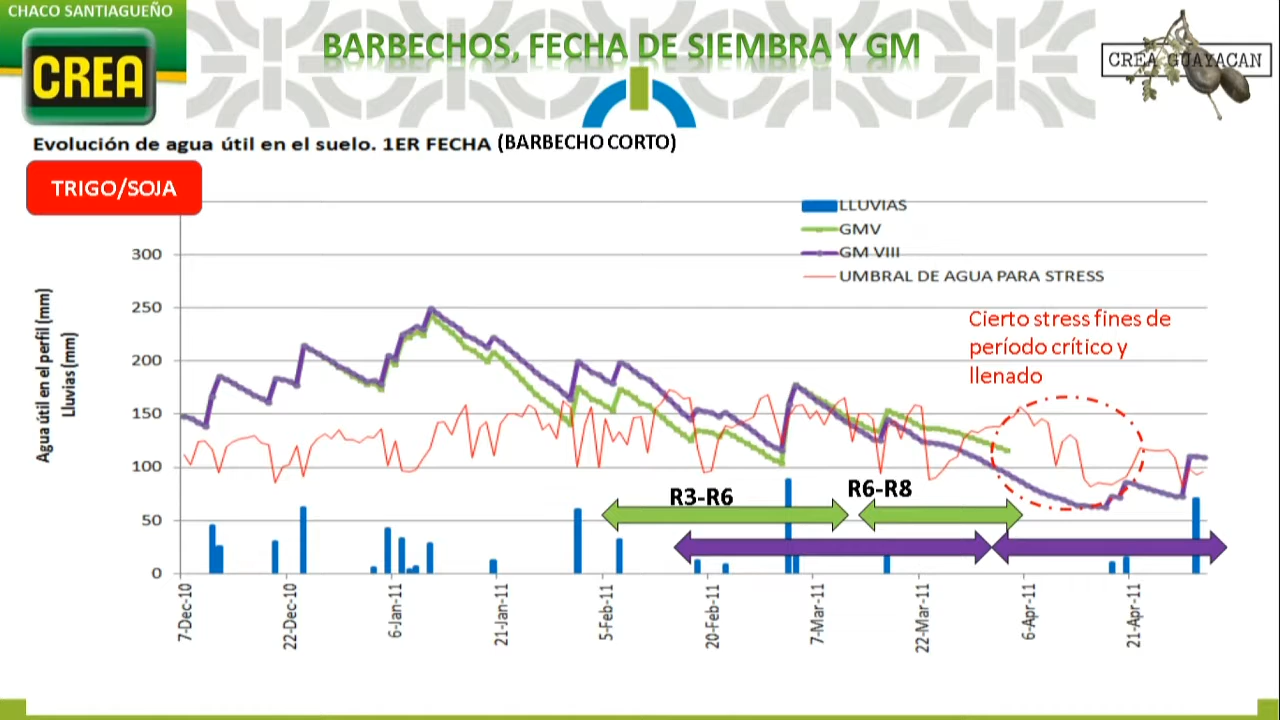 CHACO SANTIAGUEÑO
CREA
BARBECHOS, FECHA DE SIEMBRA Y GM
CREA GUAYACAN
Evolución de agua útil en el suelo. 1ER FECHA (BARBECHO CORTO)
TRIGO/SOJA
LLUVIAS
GMV
GM VIII
UMBRAL DE AGUA PARA STRESS
Cierto stress fines de
período crítico y
llenado
Agua útil en el perfil (mm)
Lluvias (mm)
300
250
200
150
100
50
0
R3-R6
R6-R8
7-Dec-10
22-Dec-10
6-Jan-11
21-Jan-11
5-Feb-11
20-Feb-11
7-Mar-11
22-Mar-11
6-Apr-11
21-Apr-11